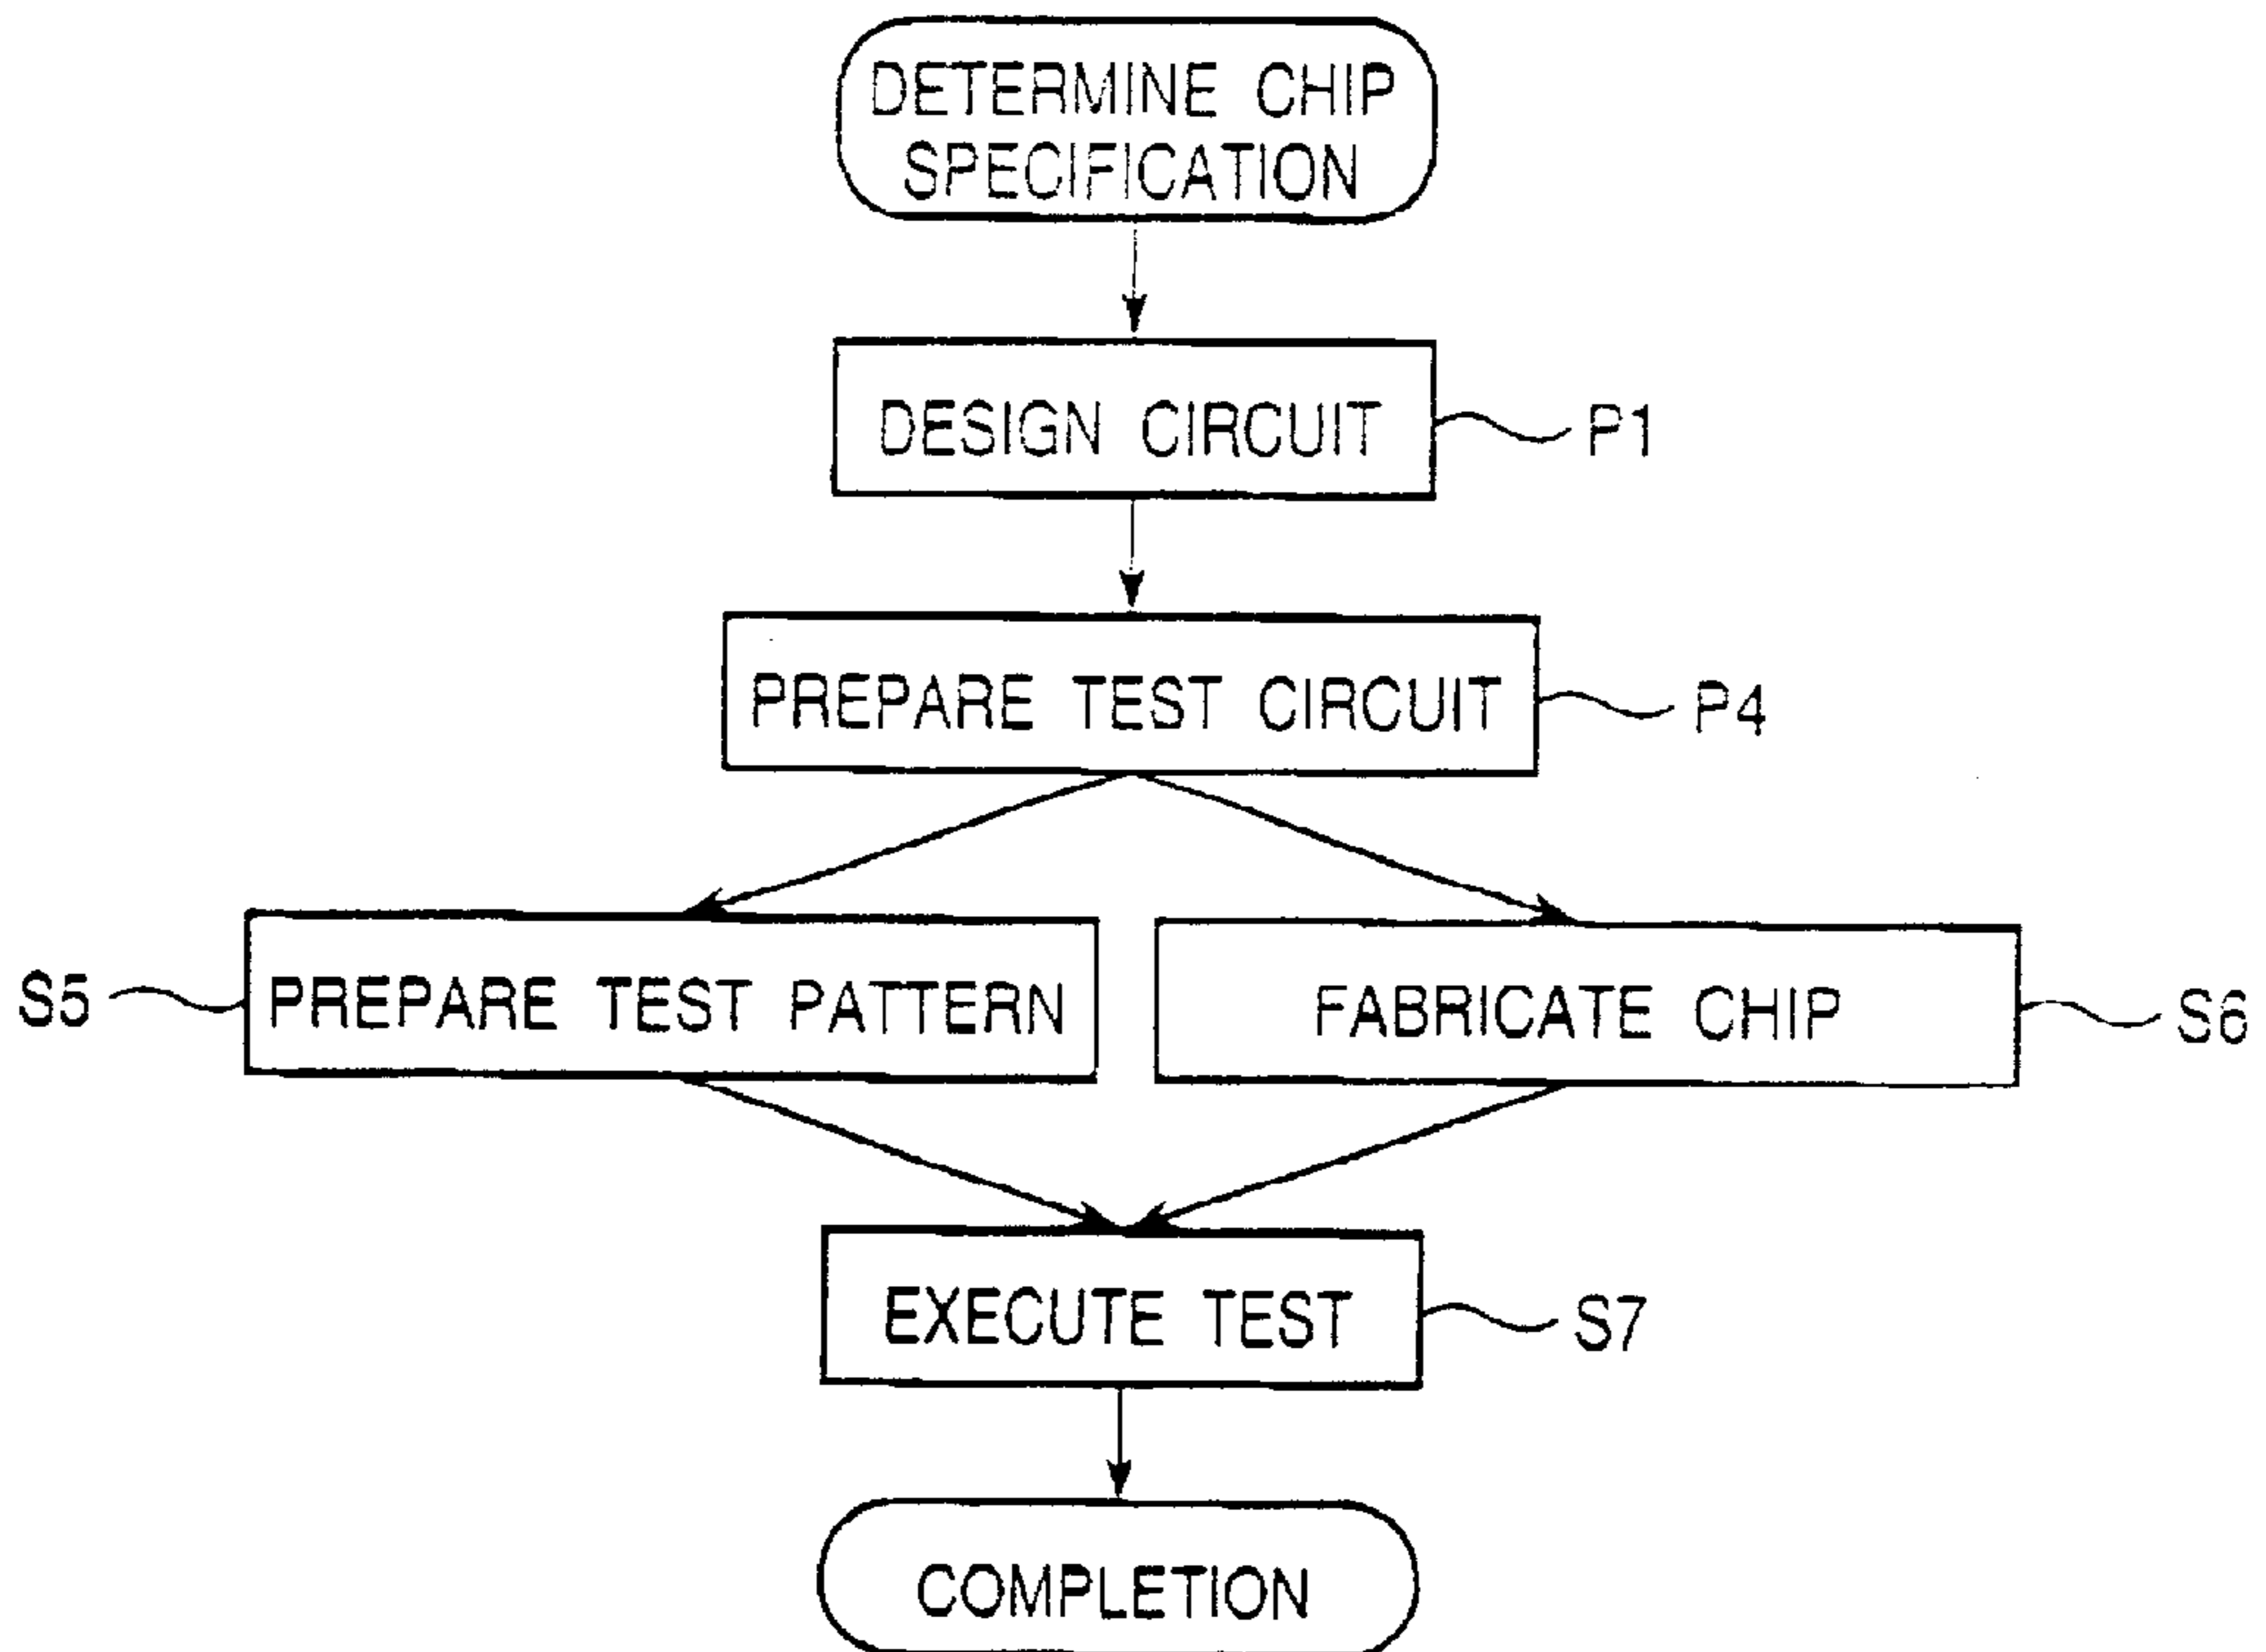 DETERMINE CHIP
SPECIFICATION
DESIGN CIRCUIT
P1
PREPARE TEST CIRCUIT
P4
S5
PREPARE TEST PATTERN
FABRICATE CHIP
S6
EXECUTE TEST
S7
COMPLETION